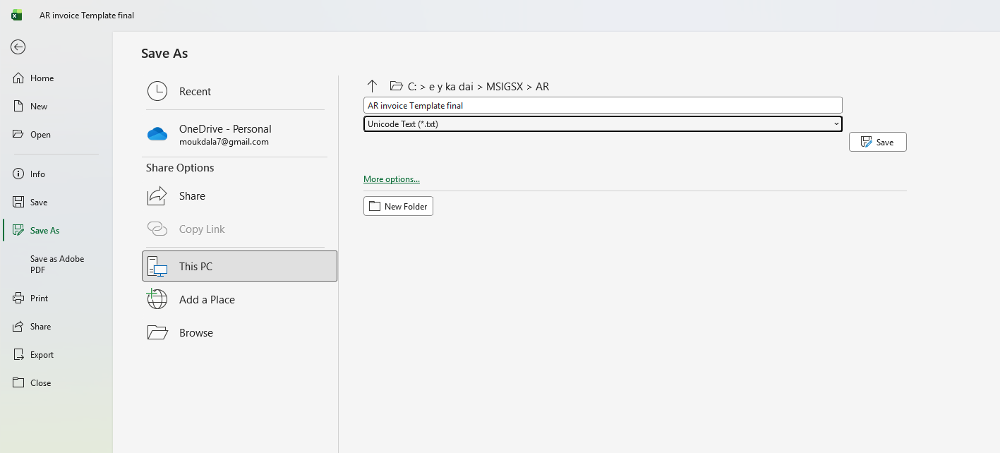 AR invoice Template final
Home
New
Open
Info
Save
Save As
Save as Adobe
PDF
Print
Share
Export
Close
Save As
Recent
OneDrive - Personal
moukdala7@gmail.com
Share Options
Share
Copy Link
This PC
Add a Place
Browse
C: > e y ka dai > MSIGSX > AR
AR invoice Template final
Unicode Text (*.txt)
Save
More options...
New Folder